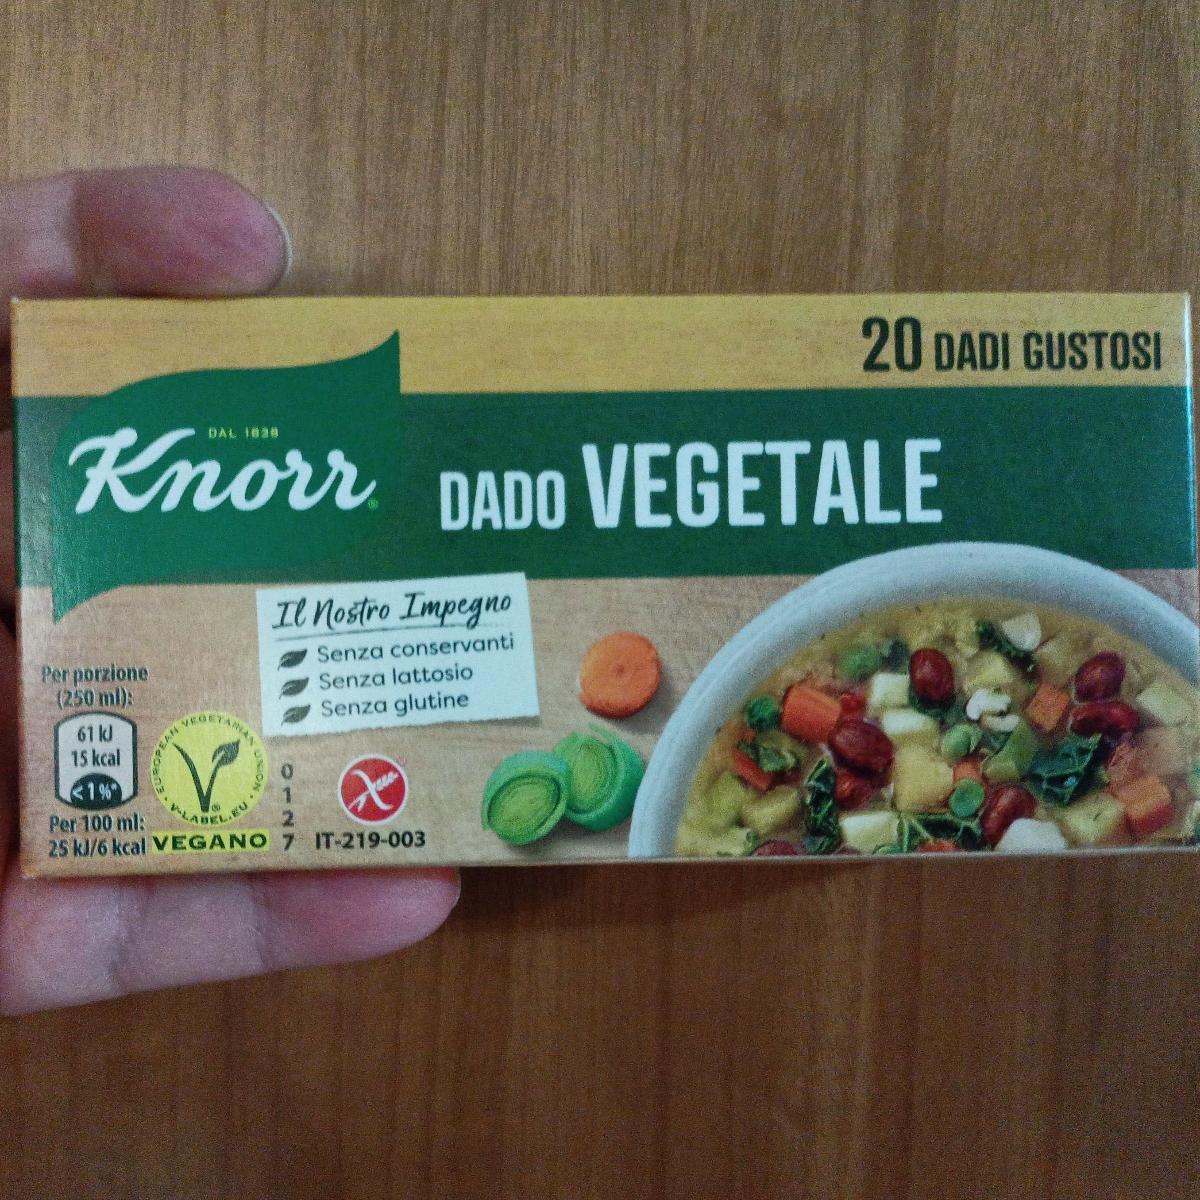 20 DADI GUSTOSI
DAL 1838
Knorr®
DADO VEGETALE
Il Nostro Impegno
Senza conservanti
Senza lattosio
Senza glutine
Per porzione
(250 ml):
61 kJ
15 kcal
<1%*
Per 100 ml:
25 kJ/6 kcal
EUROPEAN VEGETARIAN UNION
V-LABEL.EU
VEGANO
0
1
2
7
IT-219-003